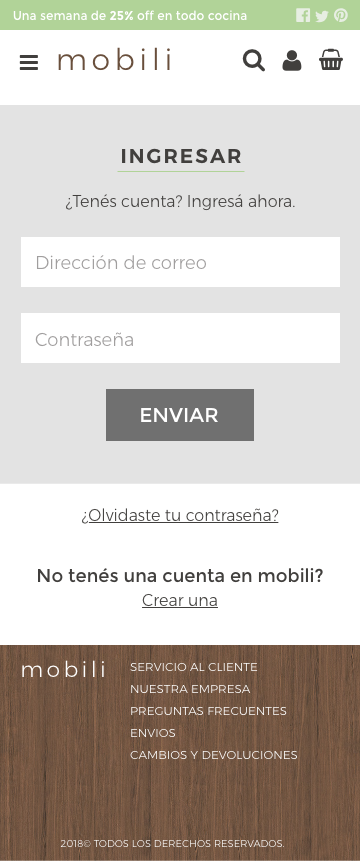 Una semana de 25% off en todo cocina
mobili
INGRESAR
¿Tenés cuenta? Ingresá ahora.
Dirección de correo
Contraseña
ENVIAR
¿Olvidaste tu contraseña?
No tenés una cuenta en mobili?
Crear una
mobili
SERVICIO AL CLIENTE
NUESTRA EMPRESA
PREGUNTAS FRECUENTES
ENVIOS
CAMBIOS Y DEVOLUCIONES
2018© TODOS LOS DERECHOS RESERVADOS.